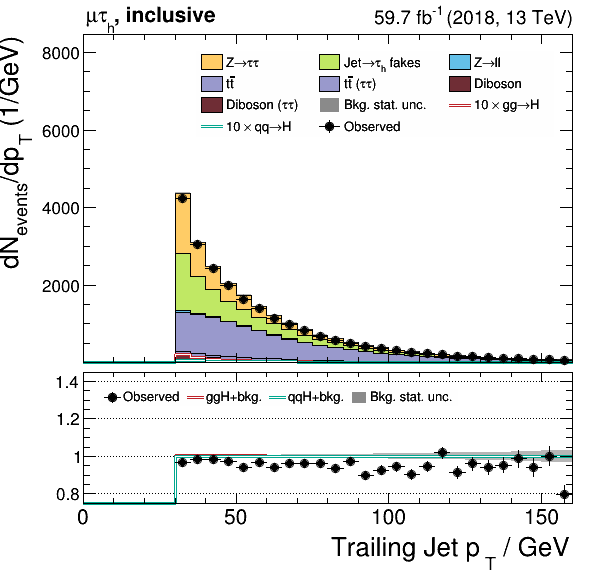 μτh, inclusive
59.7 fb-1 (2018, 13 TeV)
dNevents/dpT (1/GeV)
8000
6000
4000
2000
Z→ττ
Jet→τh fakes
Z→ll
tt̄
tt̄ (ττ)
Diboson
Diboson (ττ)
Bkg. stat. unc.
10 × gg→H
10 × qq→H
Observed
1.4
1.2
1
0.8
Observed
ggH+bkg.
qqH+bkg.
Bkg. stat. unc.
0
50
100
150
Trailing Jet pT / GeV